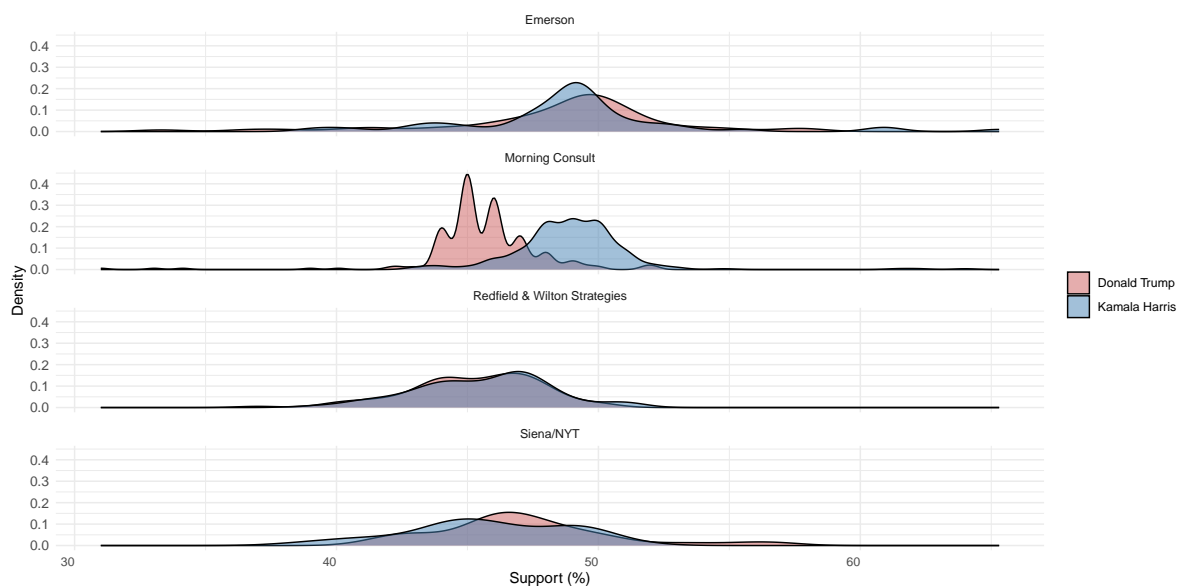 Emerson
0.4
0.3
0.2
0.1
0.0
Morning Consult
0.4
0.3
0.2
0.1
0.0
Redfield & Wilton Strategies
0.4
0.3
0.2
0.1
0.0
Siena/NYT
0.4
0.3
0.2
0.1
0.0
30 40 50 60
Support (%)
Density
Donald Trump
Kamala Harris